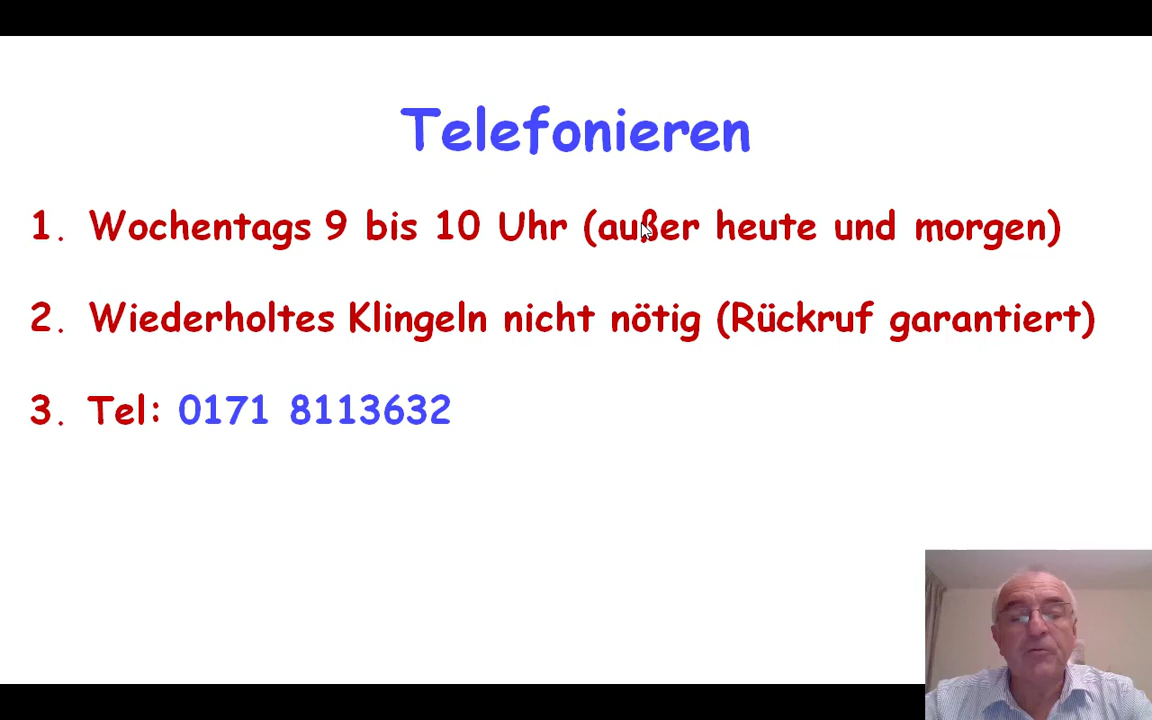 Telefonieren
1. Wochentags 9 bis 10 Uhr (außer heute und morgen)
2. Wiederholtes Klingeln nicht nötig (Rückruf garantiert)
3. Tel: 0171 8113632